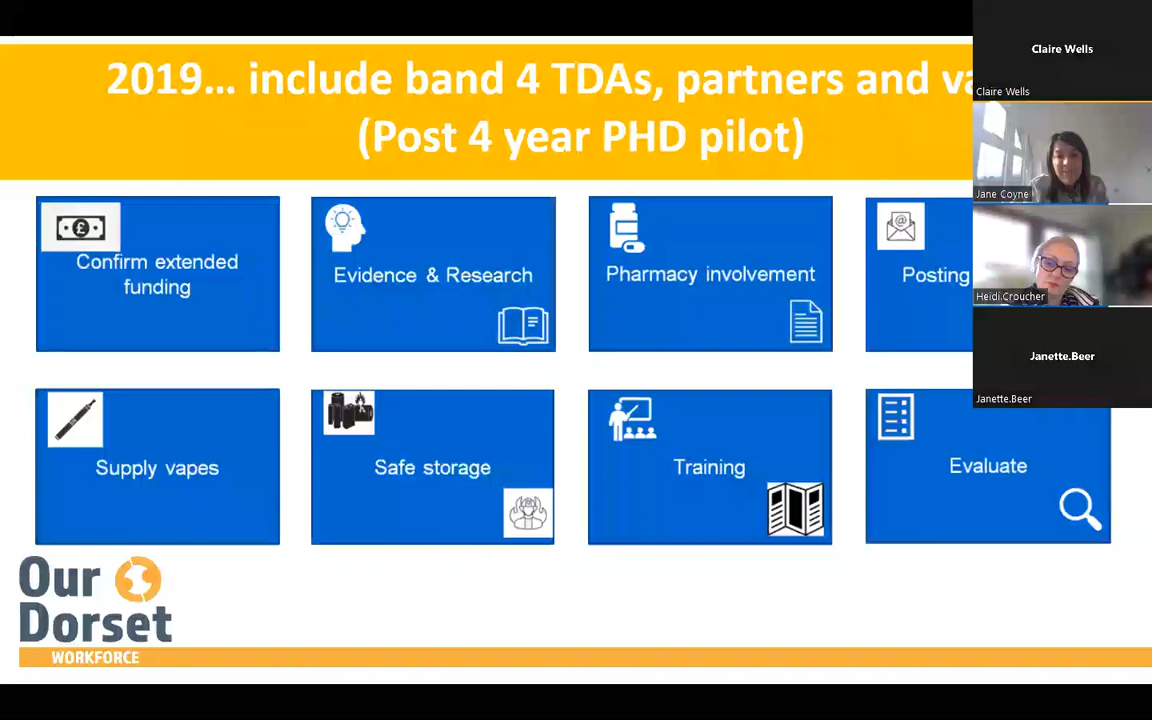 2019... include band 4 TDAs, partners and va
(Post 4 year PHD pilot)
Confirm extended
funding
Evidence & Research
Pharmacy involvement
Posting
Supply vapes
Safe storage
Training
Evaluate
Our
Dorset
WORKFORCE
Claire Wells
Claire Wells
Jane Coyne
Heidi.Croucher
Janette.Beer
Janette.Beer